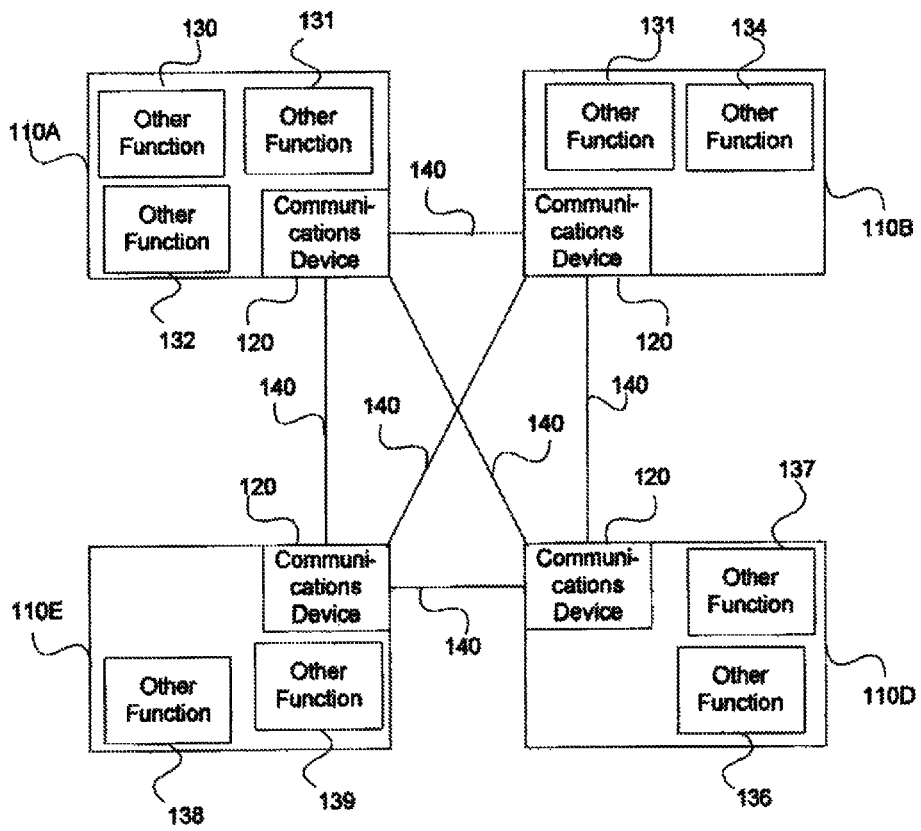 130
131
131
134
Other
Function
Other
Function
Other
Function
Other
Function
110A
140
Other
Function
Communi-
cations
Device
Communi-
cations
Device
110B
132
120
120
140
140
140
140
120
120
137
Communi-
cations
Device
Communi-
cations
Device
Other
Function
110E
140
110D
Other
Function
Other
Function
Other
Function
138
139
136